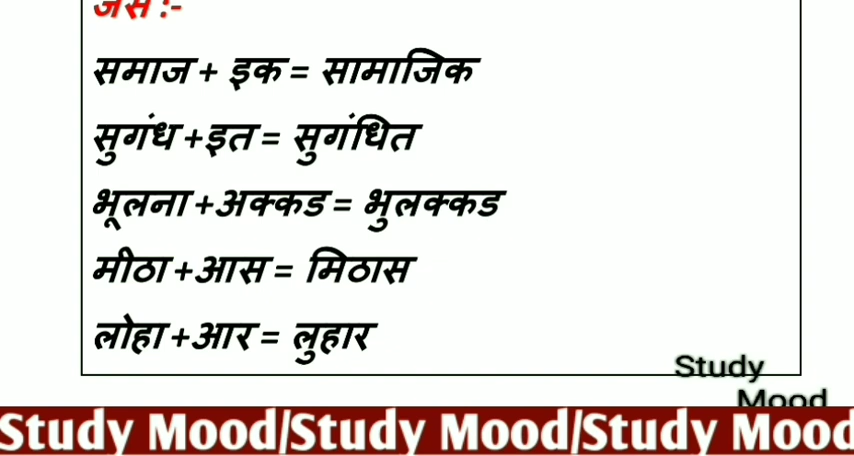 जैसे :-
समाज + इक = सामाजिक
सुगंध +इत = सुगंधित
भूलना +अक्कड = भुलक्कड
मीठा +आस = मिठास
लोहा +आर = लुहार
Study
Mood
Study Mood/Study Mood/Study Mood